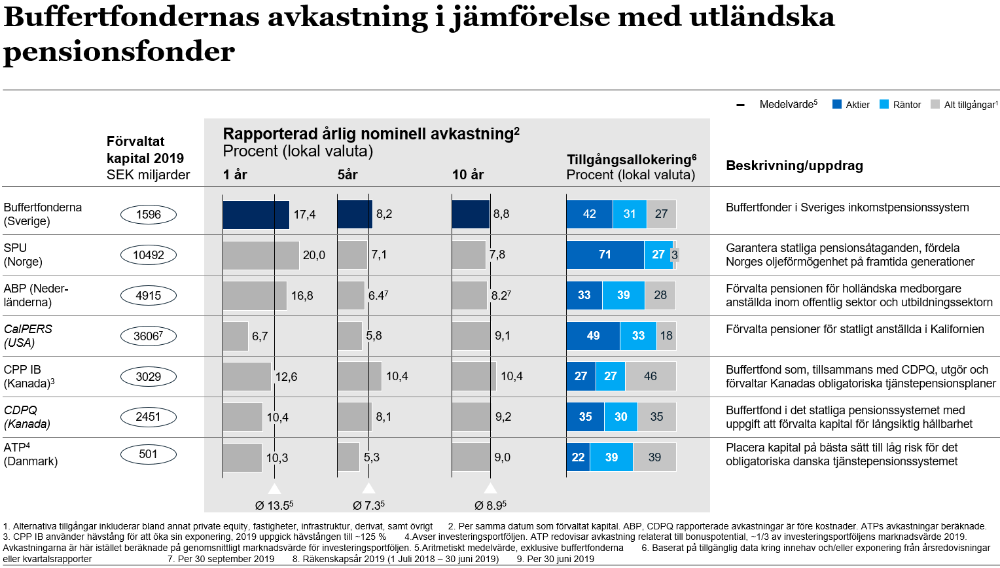 Buffertfondernas avkastning i jämförelse med utländska
pensionsfonder
Medelvärde5 Aktier Räntor Alt tillgångar1
Förvaltat
kapital 2019
SEK miljarder
Rapporterad årlig nominell avkastning2
Procent (lokal valuta)
1 år 5år 10 år
Tillgångsallokering6
Procent (lokal valuta)
Beskrivning/uppdrag
Buffertfonderna
(Sverige)
1596 17,4 8,2 8,8 42 31 27
Buffertfonder i Sveriges inkomstpensionssystem
SPU
(Norge)
10492 20,0 7,1 7,8 71 27 3
Garantera statliga pensionsåtaganden, fördela
Norges oljeförmögenhet på framtida generationer
ABP (Neder-
länderna)
4915 16,8 6.47 8.27 33 39 28
Förvalta pensionen för holländska medborgare
anställda inom offentlig sektor och utbildningssektorn
CalPERS
(USA)
36067 6,7 5,8 9,1 49 33 18
Förvalta pensioner för statligt anställda i Kalifornien
CPP IB
(Kanada)3
3029 12,6 10,4 10,4 27 27 46
Buffertfond som, tillsammans med CDPQ, utgör och
förvaltar Kanadas obligatoriska tjänstepensionsplaner
CDPQ
(Kanada)
2451 10,4 8,1 9,2 35 30 35
Buffertfond i det statliga pensionssystemet med
uppgift att förvalta kapital för långsiktig hållbarhet
ATP4
(Danmark)
501 10,3 5,3 9,0 22 39 39
Placera kapital på bästa sätt till låg risk för det
obligatoriska danska tjänstepensionssystemet
Ø 13.55 Ø 7.35 Ø 8.95
1. Alternativa tillgångar inkluderar bland annat private equity, fastigheter, infrastruktur, derivat, samt övrigt 2. Per samma datum som förvaltat kapital. ABP, CDPQ rapporterade avkastningar är före kostnader. ATPs avkastningar beräknade.
3. CPP IB använder hävstång för att öka sin exponering, 2019 uppgick hävstången till ~125 % 4.Avser investeringsportföljen. ATP redovisar avkastning relaterat till bonuspotential, ~1/3 av investeringsportföljens marknadsvärde 2019.
Avkastningarna är här istället beräknade på genomsnittligt marknadsvärde för investeringsportföljen. 5.Aritmetiskt medelvärde, exklusive buffertfonderna 6. Baserat på tillgänglig data kring innehav och/eller exponering från årsredovisningar
eller kvartalsrapporter 7. Per 30 september 2019 8. Räkenskapsår 2019 (1 Juli 2018 – 30 juni 2019) 9. Per 30 juni 2019